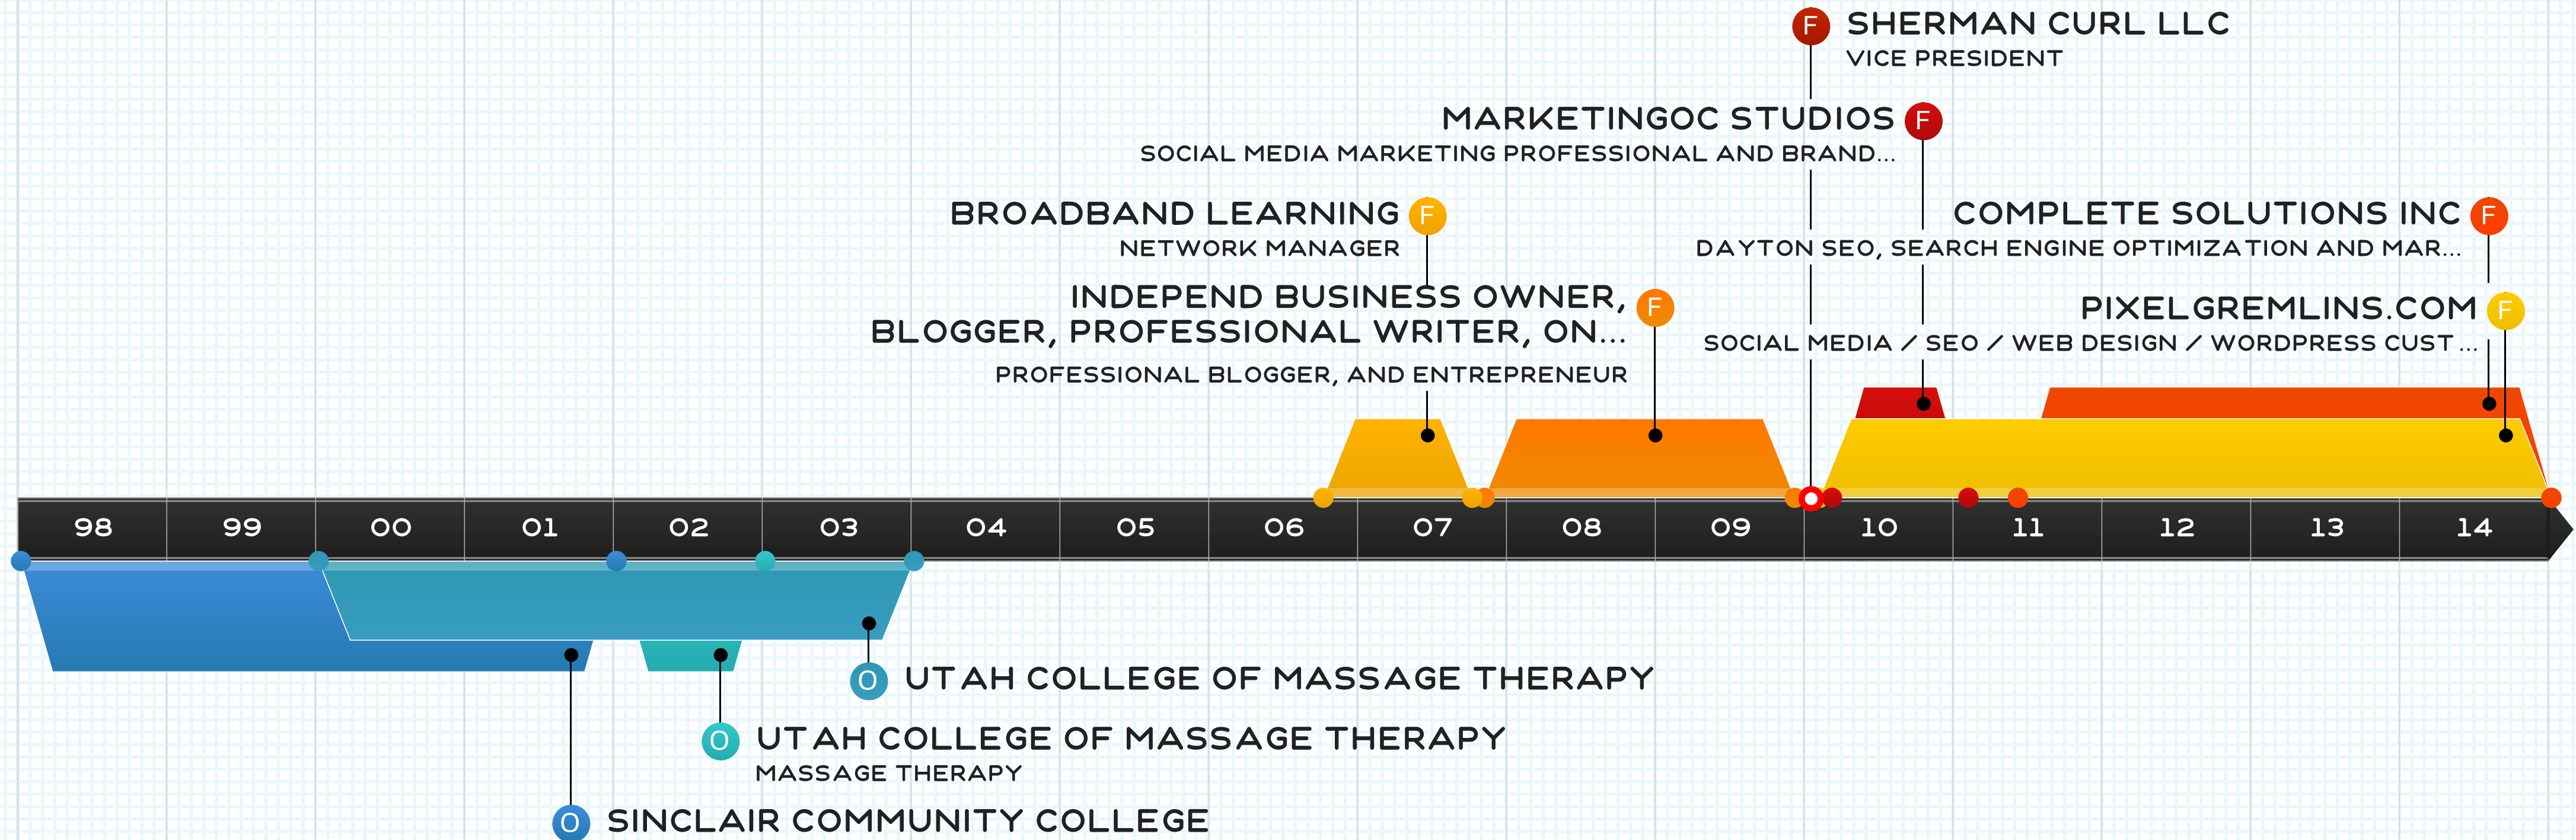 F SHERMAN CURL LLC
VICE PRESIDENT
MARKETINGOC STUDIOS F
SOCIAL MEDIA MARKETING PROFESSIONAL AND BRAND...
BROADBAND LEARNING F
NETWORK MANAGER
COMPLETE SOLUTIONS INC F
DAYTON SEO, SEARCH ENGINE OPTIMIZATION AND MAR...
INDEPEND BUSINESS OWNER,
BLOGGER, PROFESSIONAL WRITER, ON... F
PROFESSIONAL BLOGGER, AND ENTREPRENEUR
PIXELGREMLINS.COM F
SOCIAL MEDIA / SEO / WEB DESIGN / WORDPRESS CUST...
98 99 00 01 02 03 04 05 06 07 08 09 10 11 12 13 14
O UTAH COLLEGE OF MASSAGE THERAPY
O UTAH COLLEGE OF MASSAGE THERAPY
MASSAGE THERAPY
O SINCLAIR COMMUNITY COLLEGE